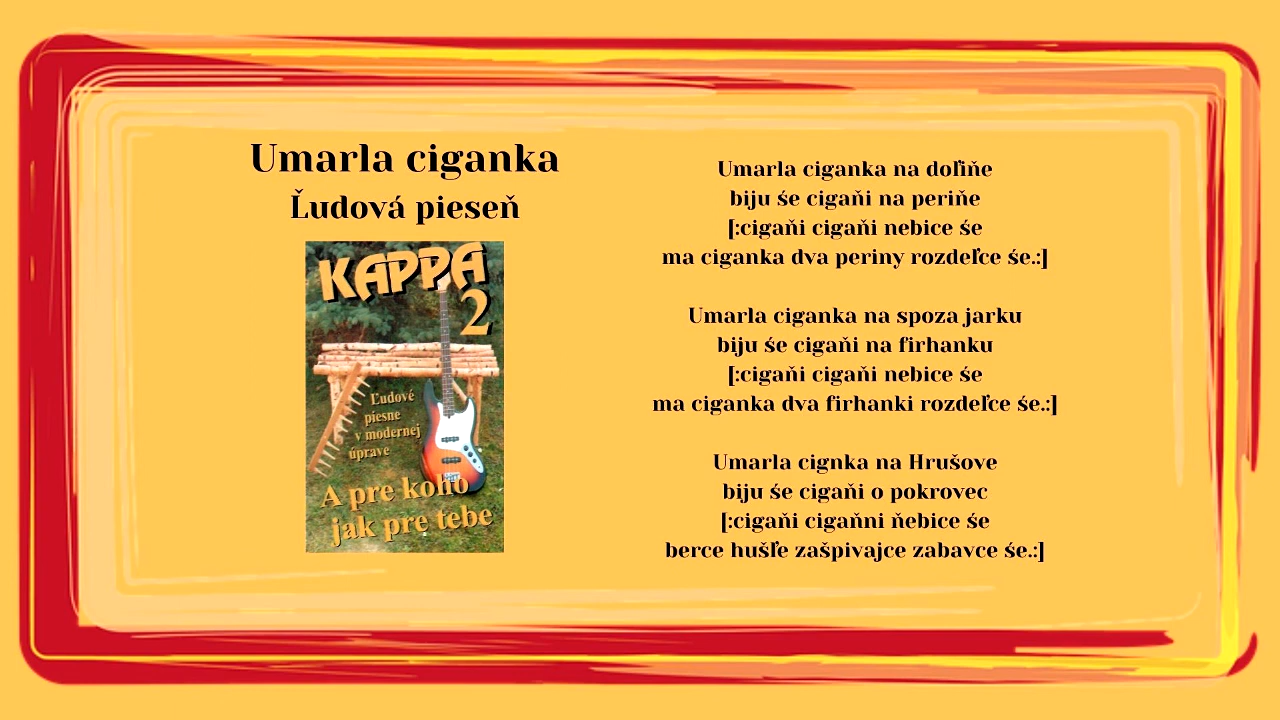 Umarla ciganka
Ľudová pieseň
KAPPA
2
Ľudové
piesne
v modernej
úprave
A pre koho
jak pre tebe
Umarla ciganka na doľiňe
biju śe cigaňi na periňe
[:cigaňi cigaňi nebice śe
ma ciganka dva periny rozdeľce śe.:]
Umarla ciganka na spoza jarku
biju śe cigaňi na firhanku
[:cigaňi cigaňi nebice śe
ma ciganka dva firhanki rozdeľce śe.:]
Umarla cignka na Hrušove
biju śe cigaňi o pokrovec
[:cigaňi cigaňni ňebice śe
berce hušľe zašpivajce zabavce śe.:]